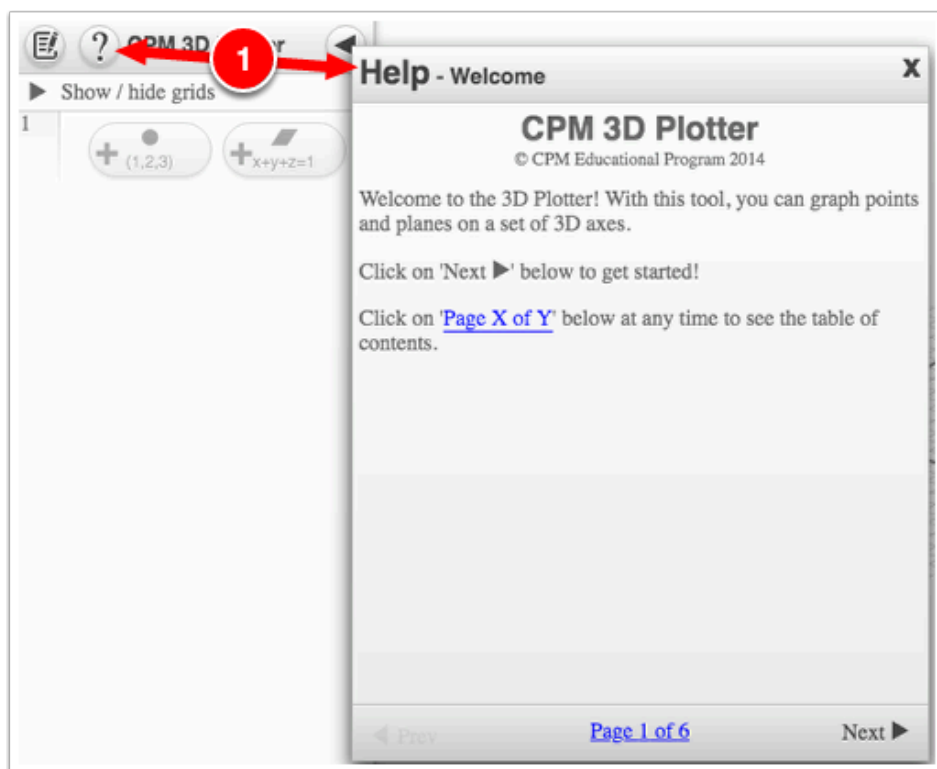 ? CPM 3D
1
Help - Welcome
X
Show / hide grids
1
+ (1,2,3)
+ x+y+z=1
CPM 3D Plotter
© CPM Educational Program 2014
Welcome to the 3D Plotter! With this tool, you can graph points
and planes on a set of 3D axes.
Click on 'Next ▶' below to get started!
Click on 'Page X of Y' below at any time to see the table of
contents.
◀ Prev
Page 1 of 6
Next ▶